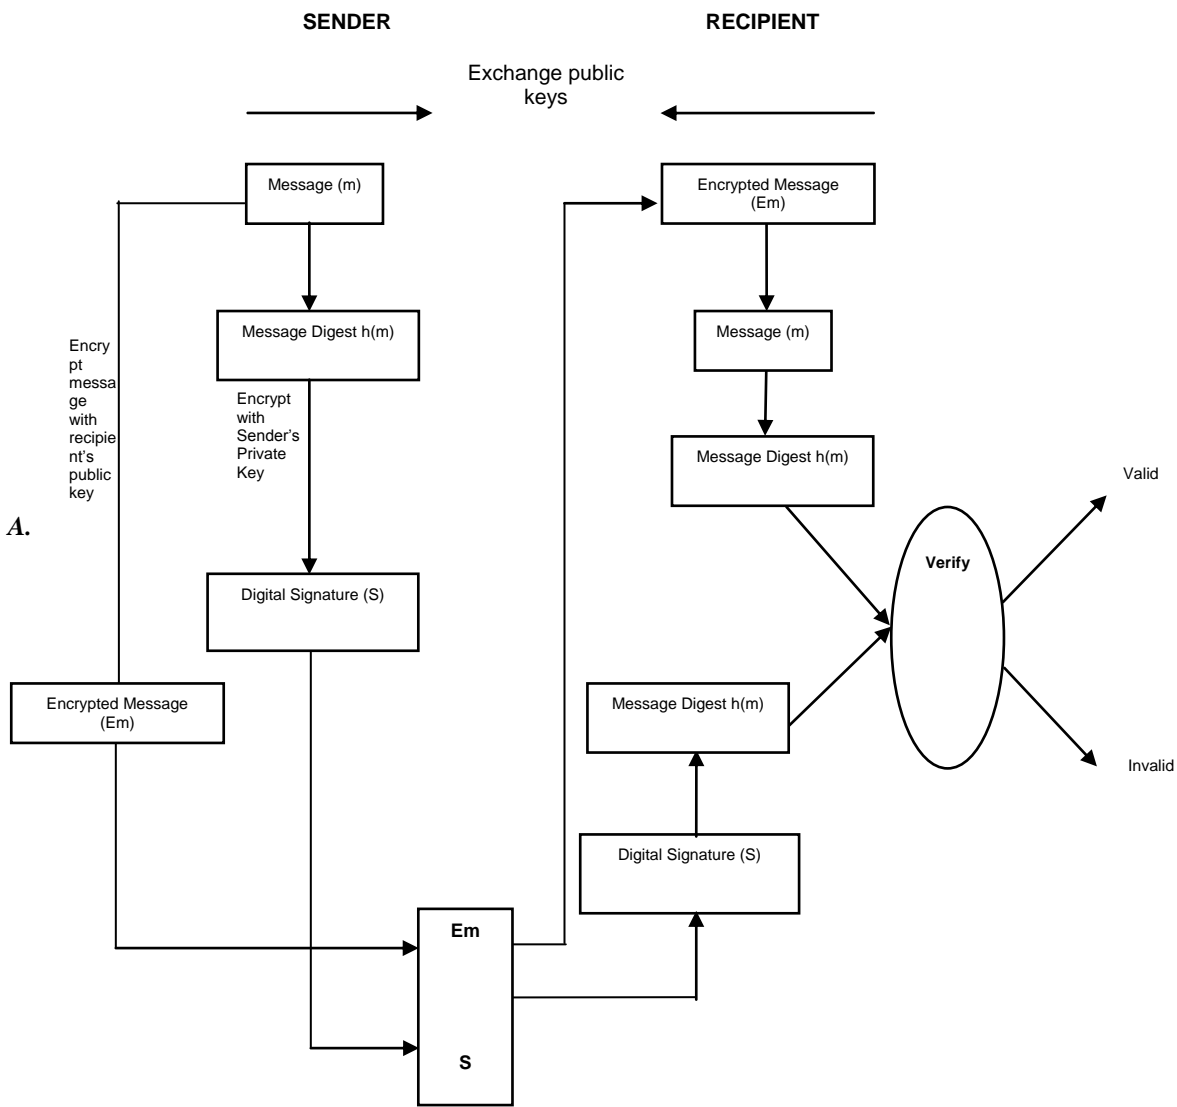 SENDER
RECIPIENT
Exchange public
keys
Message (m)
Encrypted Message
(Em)
Message Digest h(m)
Message (m)
Encry
pt
messa
ge
with
recipie
nt's
public
key
Encrypt
with
Sender's
Private
Key
Message Digest h(m)
Valid
A.
Verify
Digital Signature (S)
Encrypted Message
(Em)
Message Digest h(m)
Invalid
Digital Signature (S)
Em
S